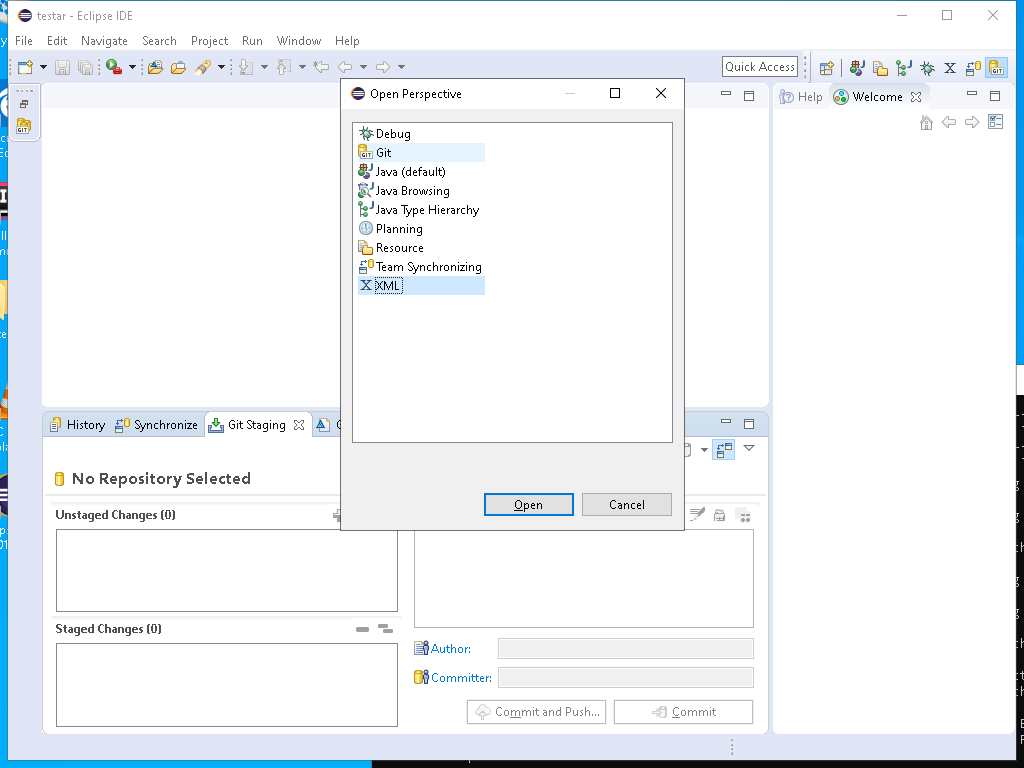 testar - Eclipse IDE
File Edit Navigate Search Project Run Window Help
Quick Access
Open Perspective
Debug
Git
Java (default)
Java Browsing
Java Type Hierarchy
Planning
Resource
Team Synchronizing
XML
Open Cancel
Help Welcome
History Synchronize Git Staging
No Repository Selected
Unstaged Changes (0)
Staged Changes (0)
Author:
Committer:
Commit and Push... Commit